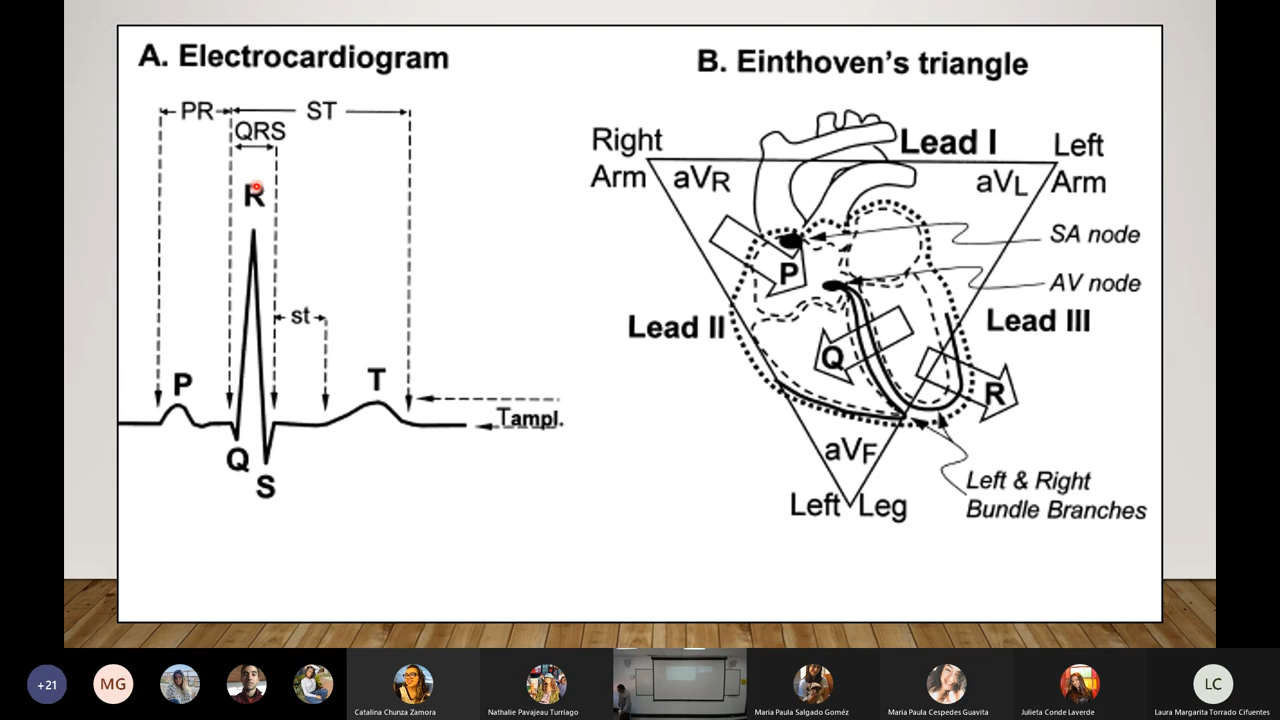 A. Electrocardiogram
PR
ST
QRS
R
st
P
T
Tampl.
Q
S
B. Einthoven's triangle
Right
Arm
Lead I
Left
Arm
aVR
aVL
SA node
P
AV node
Lead II
Lead III
Q
R
aVF
Left & Right
Bundle Branches
Left Leg
+21
MG
Catalina Chunza Zamora
Nathalie Pavajeau Turriago
Maria Paula Salgado Goméz
Maria Paula Cespedes Guavita
Julieta Conde Laverde
LC
Laura Margarita Torrado Cifuentes